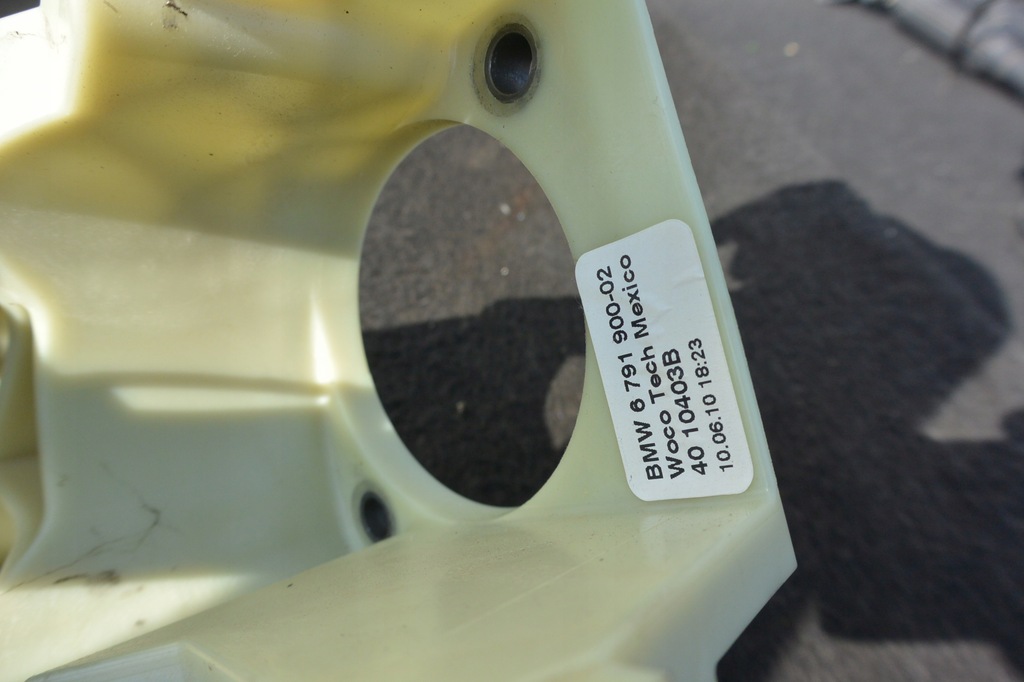 BMW 6 791 900-02
Woco Tech Mexico
40 10403B
10.06.10 18:23